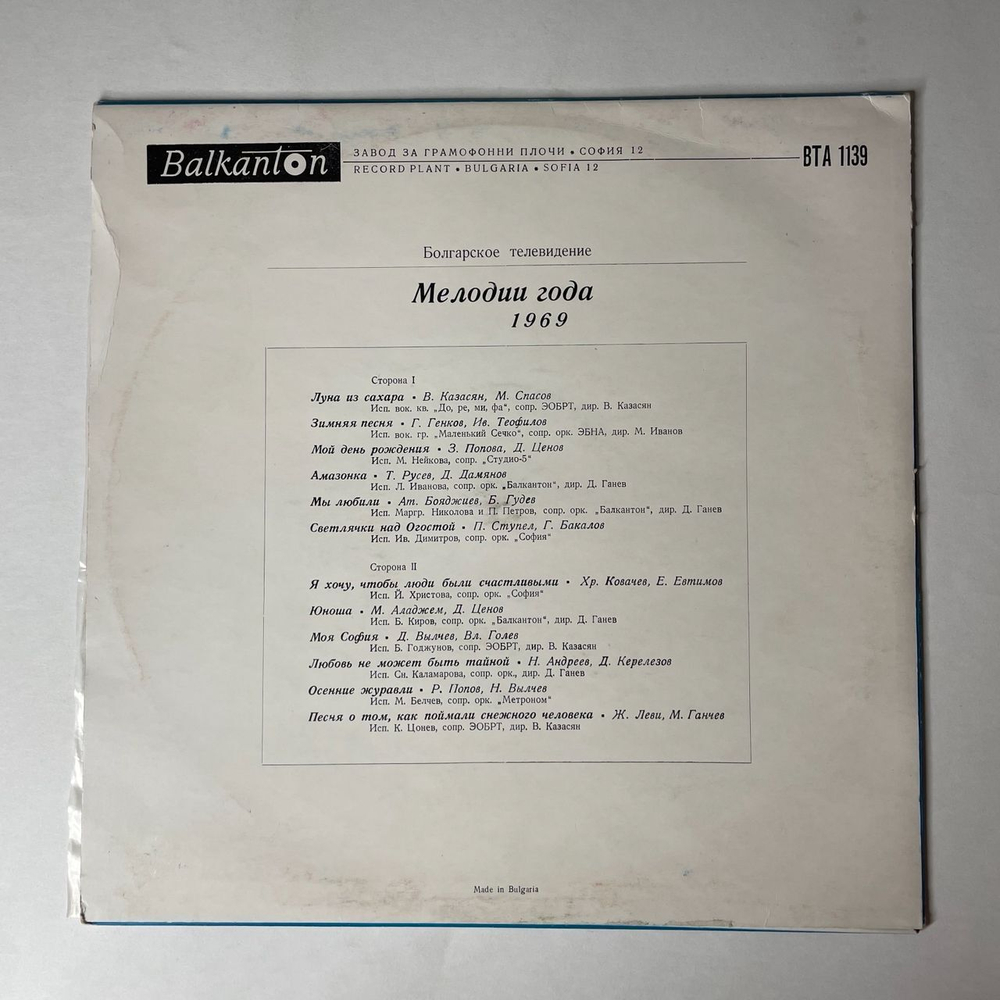 Balkanton
ЗАВОД ЗА ГРАМОФОННИ ПЛОЧИ • СОФИЯ 12
RECORD PLANT • BULGARIA • SOFIA 12
ВТА 1139
Болгарское телевидение
Мелодии года
1969
Сторона I
Луна из сахара • В. Казасян, М. Спасов
Исп. вок. кв. „До, ре, ми, фа“, сопр. ЭОБРТ, дир. В. Казасян
Зимняя песня • Г. Генков, Ив. Теофилов
Исп. вок. гр. „Маленький Сечко“, сопр. орк. ЭБНА, дир. М. Иванов
Мой день рождения • З. Попова, Д. Ценов
Исп. М. Нейкова, сопр. „Студио-5“
Амазонка • Т. Русев, Д. Дамянов
Исп. Л. Иванова, сопр. орк. „Балкантон“, дир. Д. Ганев
Мы любили • Ат. Бояджиев, Б. Гудев
Исп. Маргр. Николова и П. Петров, сопр. орк. „Балкантон“, дир. Д. Ганев
Светлячки над Огостой • П. Ступел, Г. Бакалов
Исп. Ив. Димитров, сопр. орк. „София“
Сторона II
Я хочу, чтобы люди были счастливыми • Хр. Ковачев, Е. Евтимов
Исп. Й. Христова, сопр. орк. „София“
Юноша • М. Аладжем, Д. Ценов
Исп. Б. Киров, сопр. орк. „Балкантон“, дир. Д. Ганев
Моя София • Д. Вылчев, Вл. Голев
Исп. Б. Годжунов, сопр. ЭОБРТ, дир. В. Казасян
Любовь не может быть тайной • Н. Андреев, Д. Керелезов
Исп. Сн. Каламарова, сопр. орк., дир. Д. Ганев
Осенние журавли • Р. Попов, Н. Вылчев
Исп. М. Белчев, сопр. орк. „Метроном“
Песня о том, как поймали снежного человека • Ж. Леви, М. Ганчев
Исп. К. Цонев, сопр. ЭОБРТ, дир. В. Казасян
Made in Bulgaria